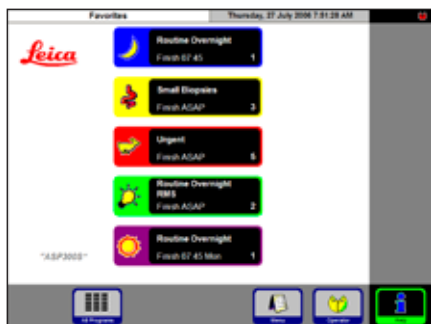 Favorites
Thursday, 27 July 2006 7:51:28 AM
Leica
Routine Overnight
Finish 07:45 1
Small Biopsies
Finish ASAP 3
Urgent
Finish ASAP 5
Routine Overnight
RMS
Finish ASAP 2
Routine Overnight
Finish 07:45 Mon 1
"ASP300S"
All Programs
Menu
Operator